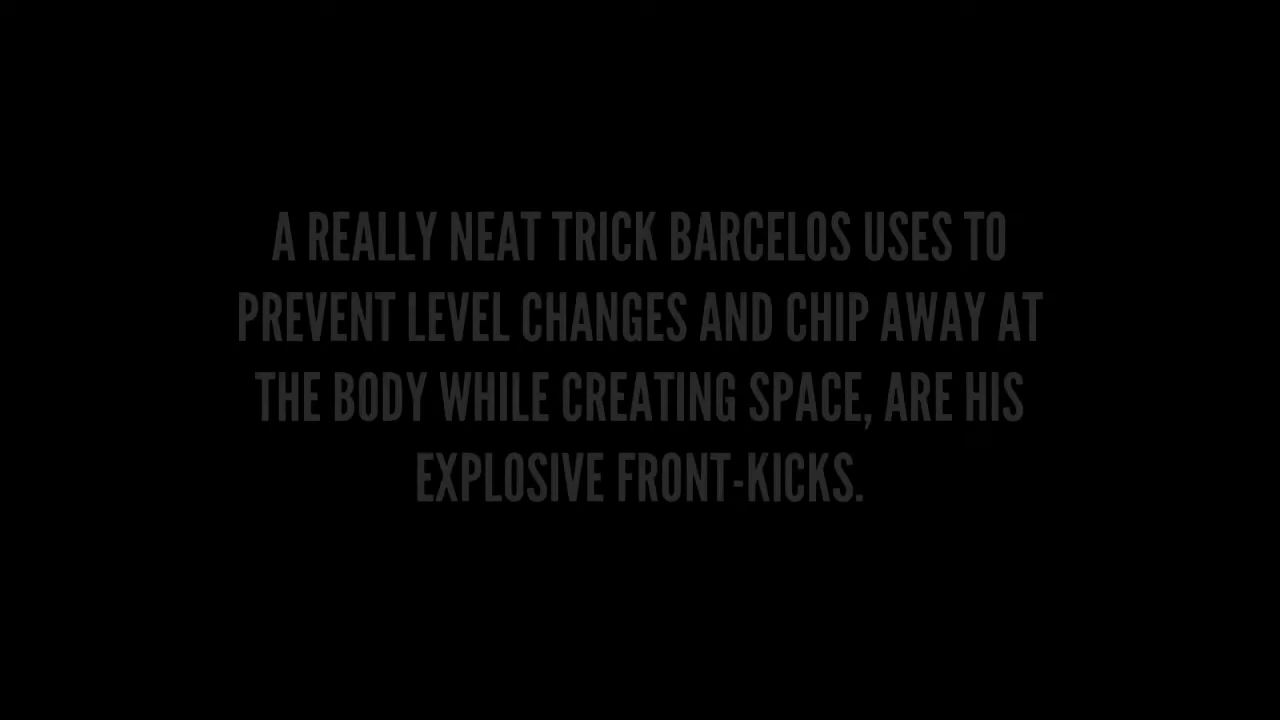 A REALLY NEAT TRICK BARCELOS USES TO
PREVENT LEVEL CHANGES AND CHIP AWAY AT
THE BODY WHILE CREATING SPACE, ARE HIS
EXPLOSIVE FRONT-KICKS.